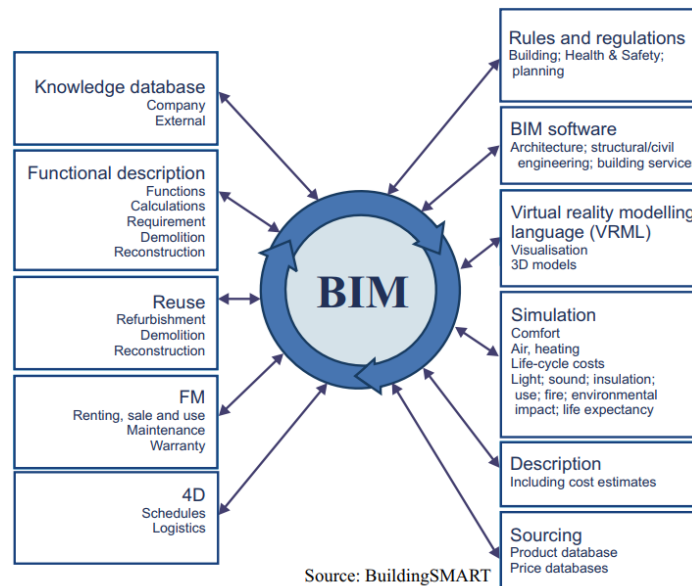 Knowledge database
Company
External
Functional description
Functions
Calculations
Requirement
Demolition
Reconstruction
Reuse
Refurbishment
Demolition
Reconstruction
FM
Renting, sale and use
Maintenance
Warranty
4D
Schedules
Logistics
BIM
Rules and regulations
Building; Health & Safety;
planning
BIM software
Architecture; structural/civil
engineering; building service
Virtual reality modelling
language (VRML)
Visualisation
3D models
Simulation
Comfort
Air, heating
Life-cycle costs
Light; sound; insulation;
use; fire; environmental
impact; life expectancy
Description
Including cost estimates
Sourcing
Product database
Price databases
Source: BuildingSMART